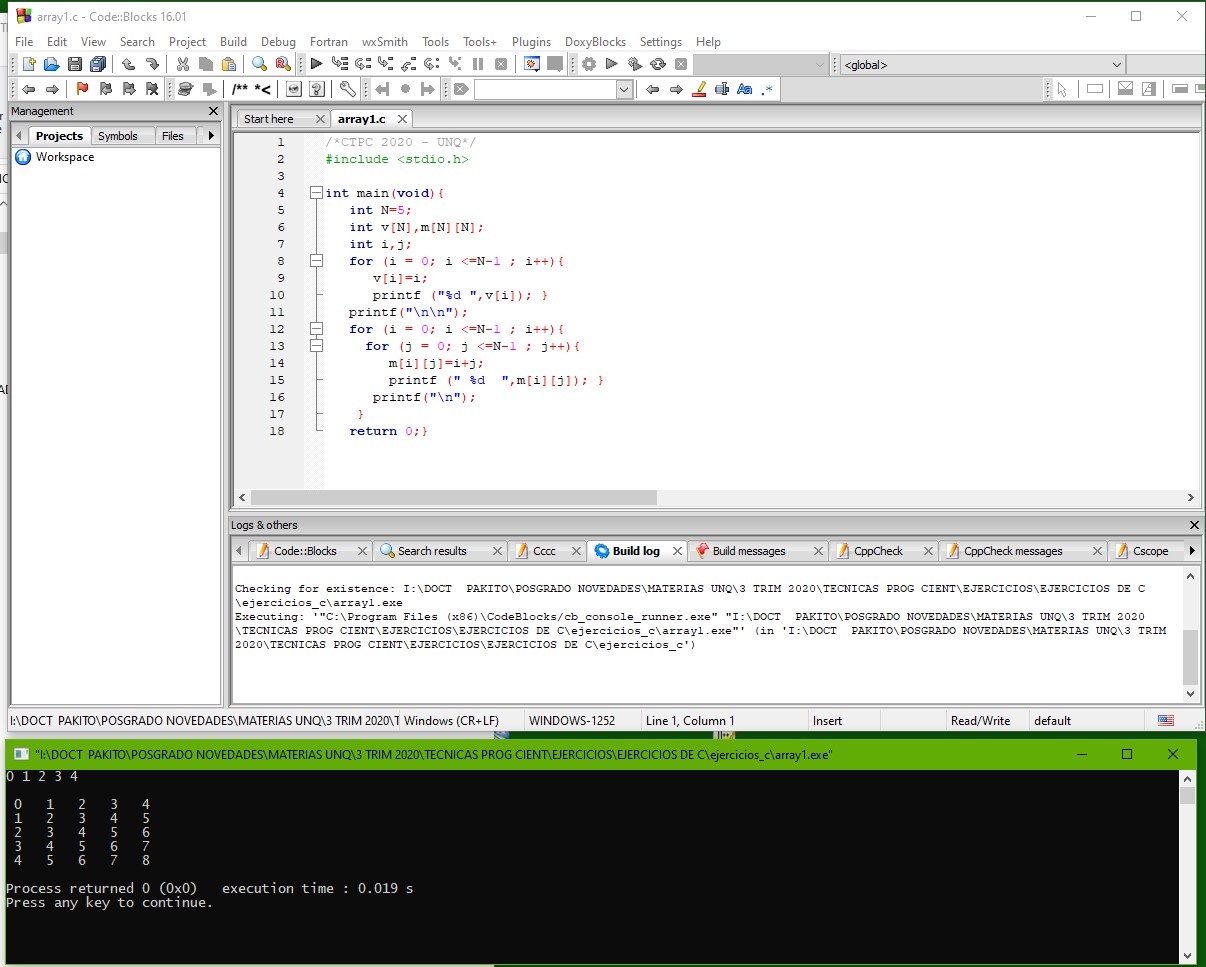 array1.c - Code::Blocks 16.01
File Edit View Search Project Build Debug Fortran wxSmith Tools Tools+ Plugins DoxyBlocks Settings Help
<global>
/** *<
Management
Projects Symbols Files
Workspace
Start here array1.c
1 /*CTPC 2020 - UNQ*/
2 #include <stdio.h>
3
4 int main(void){
5 int N=5;
6 int v[N],m[N][N];
7 int i,j;
8 for (i = 0; i <=N-1 ; i++){
9 v[i]=i;
10 printf ("%d ",v[i]); }
11 printf("\n\n");
12 for (i = 0; i <=N-1 ; i++){
13 for (j = 0; j <=N-1 ; j++){
14 m[i][j]=i+j;
15 printf (" %d  ",m[i][j]); }
16 printf("\n");
17 }
18 return 0;}
Logs & others
Code::Blocks Search results Cccc Build log Build messages CppCheck CppCheck messages Cscope
Checking for existence: I:\DOCT  PAKITO\POSGRADO NOVEDADES\MATERIAS UNQ\3 TRIM 2020\TECNICAS PROG CIENT\EJERCICIOS\EJERCICIOS DE C
\ejercicios_c\array1.exe
Executing: '"C:\Program Files (x86)\CodeBlocks/cb_console_runner.exe" "I:\DOCT  PAKITO\POSGRADO NOVEDADES\MATERIAS UNQ\3 TRIM 2020
\TECNICAS PROG CIENT\EJERCICIOS\EJERCICIOS DE C\ejercicios_c\array1.exe"' (in 'I:\DOCT  PAKITO\POSGRADO NOVEDADES\MATERIAS UNQ\3 TRIM
2020\TECNICAS PROG CIENT\EJERCICIOS\EJERCICIOS DE C\ejercicios_c')
I:\DOCT PAKITO\POSGRADO NOVEDADES\MATERIAS UNQ\3 TRIM 2020\T Windows (CR+LF) WINDOWS-1252 Line 1, Column 1 Insert Read/Write default
"I:\DOCT PAKITO\POSGRADO NOVEDADES\MATERIAS UNQ\3 TRIM 2020\TECNICAS PROG CIENT\EJERCICIOS\EJERCICIOS DE C\ejercicios_c\array1.exe"
0 1 2 3 4
0 1 2 3 4
1 2 3 4 5
2 3 4 5 6
3 4 5 6 7
4 5 6 7 8
Process returned 0 (0x0)   execution time : 0.019 s
Press any key to continue.